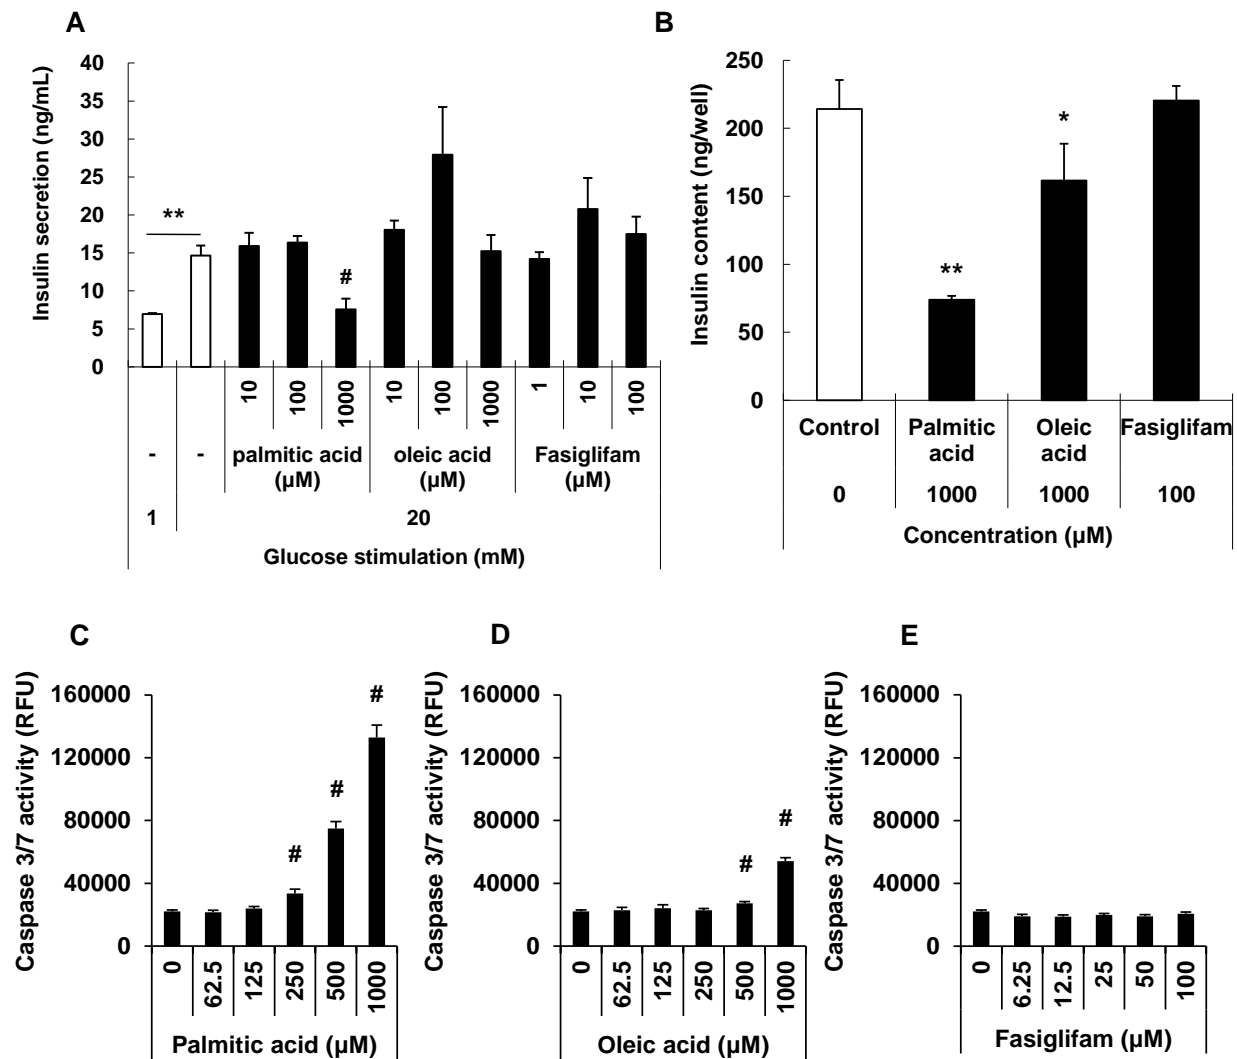 A
Insulin secretion (ng/mL)
40
35
30
25
20
15
10
5
0
**
#
10
100
1000
10
100
1000
1
10
100
-
-
palmitic acid
(µM)
oleic acid
(µM)
Fasiglifam
(µM)
1
20
Glucose stimulation (mM)
B
Insulin content (ng/well)
250
200
150
100
50
0
**
*
Control
Palmitic
acid
Oleic
acid
Fasiglifam
0
1000
1000
100
Concentration (µM)
C
Caspase 3/7 activity (RFU)
160000
120000
80000
40000
0
#
#
#
0
62.5
125
250
500
1000
Palmitic acid (µM)
D
Caspase 3/7 activity (RFU)
160000
120000
80000
40000
0
#
#
0
62.5
125
250
500
1000
Oleic acid (µM)
E
Caspase 3/7 activity (RFU)
160000
120000
80000
40000
0
0
6.25
12.5
25
50
100
Fasiglifam (µM)